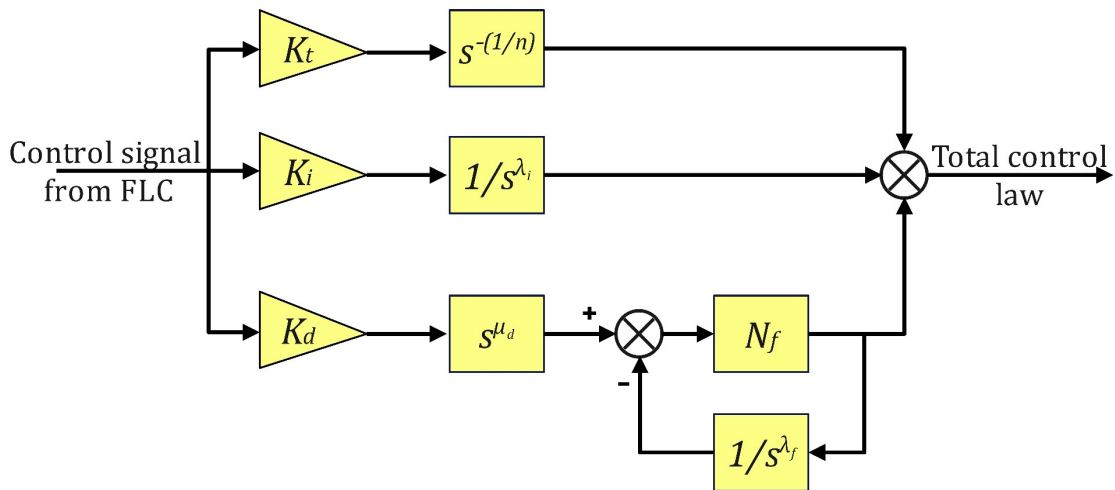 Kt
s-(1/n)
Control signal
from FLC
Ki
1/sλi
Total control
law
Kd
sμd
+
-
Nf
1/sλf